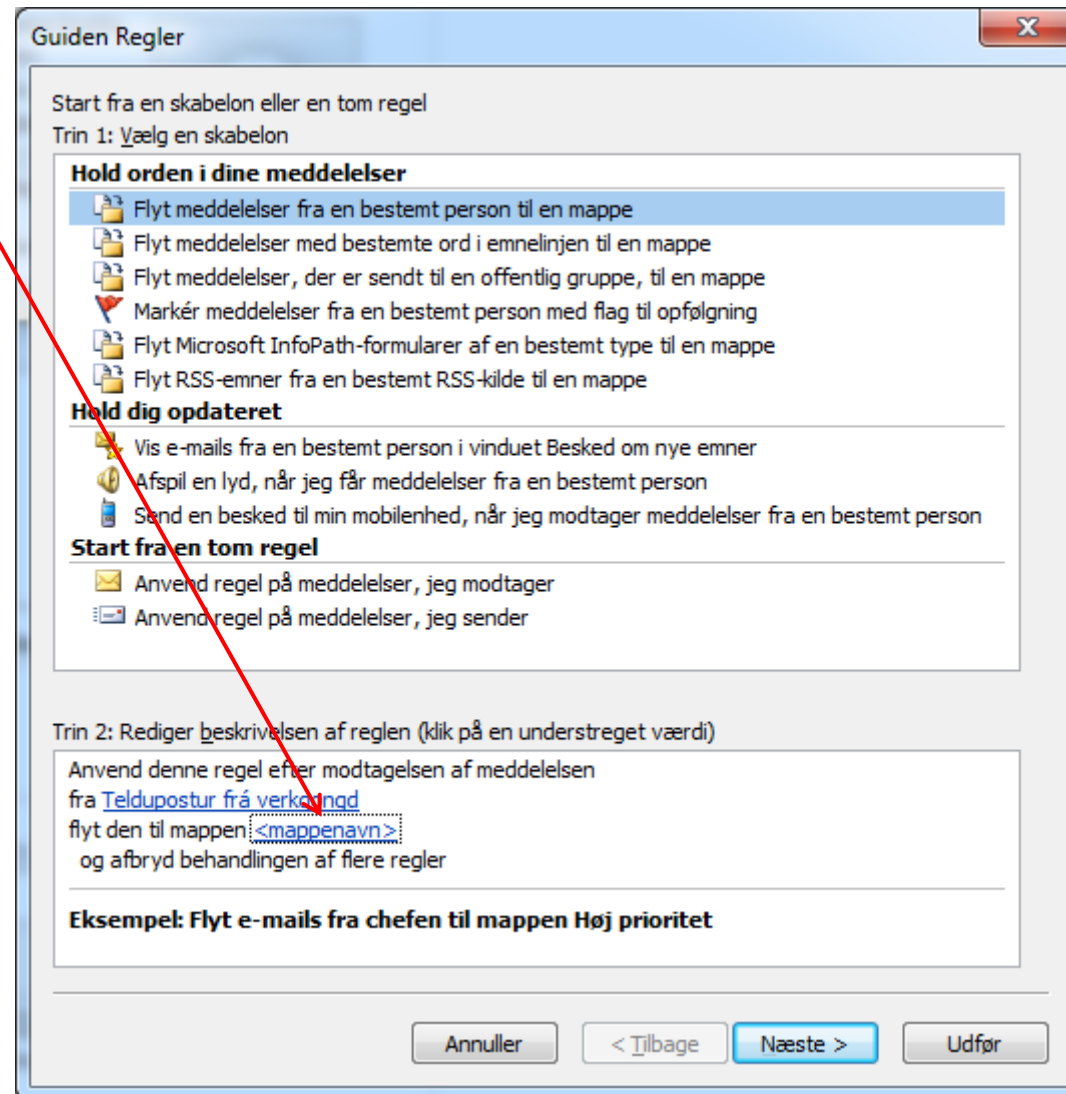 Guiden Regler
Start fra en skabelon eller en tom regel
Trin 1: Vælg en skabelon
Hold orden i dine meddelelser
Flyt meddelelser fra en bestemt person til en mappe
Flyt meddelelser med bestemte ord i emnelinjen til en mappe
Flyt meddelelser, der er sendt til en offentlig gruppe, til en mappe
Markér meddelelser fra en bestemt person med flag til opfølgning
Flyt Microsoft InfoPath-formularer af en bestemt type til en mappe
Flyt RSS-emner fra en bestemt RSS-kilde til en mappe
Hold dig opdateret
Vis e-mails fra en bestemt person i vinduet Besked om nye emner
Afspil en lyd, når jeg får meddelelser fra en bestemt person
Send en besked til min mobilenhed, når jeg modtager meddelelser fra en bestemt person
Start fra en tom regel
Anvend regel på meddelelser, jeg modtager
Anvend regel på meddelelser, jeg sender
Trin 2: Rediger beskrivelsen af reglen (klik på en understreget værdi)
Anvend denne regel efter modtagelsen af meddelelsen
fra Teldupostur frá
flyt den til mappen <mappenavn>
og afbryd behandlingen af flere regler
Eksempel: Flyt e-mails fra chefen til mappen Høj prioritet
Annuller
< Tilbage
Næste >
Udfør